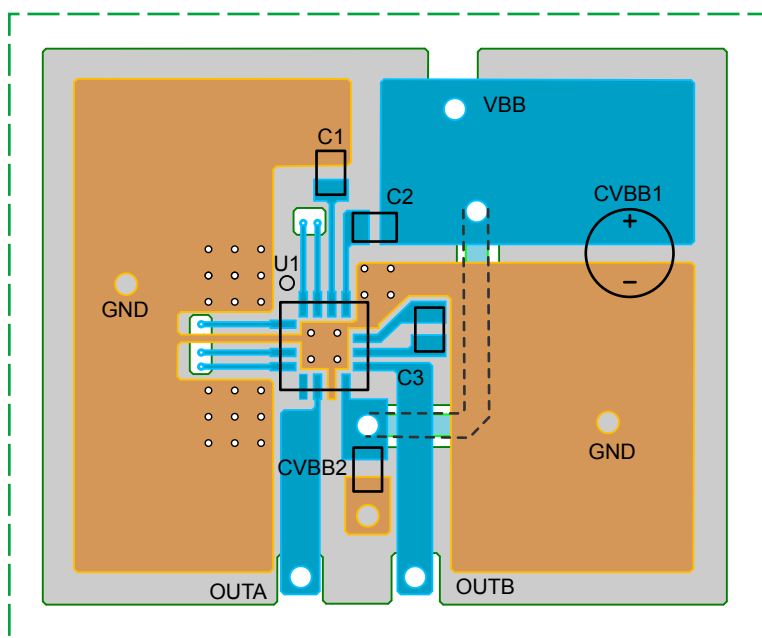 VBB
C1
C2
CVBB1
+
U1
GND
−
C3
GND
CVBB2
OUTA
OUTB